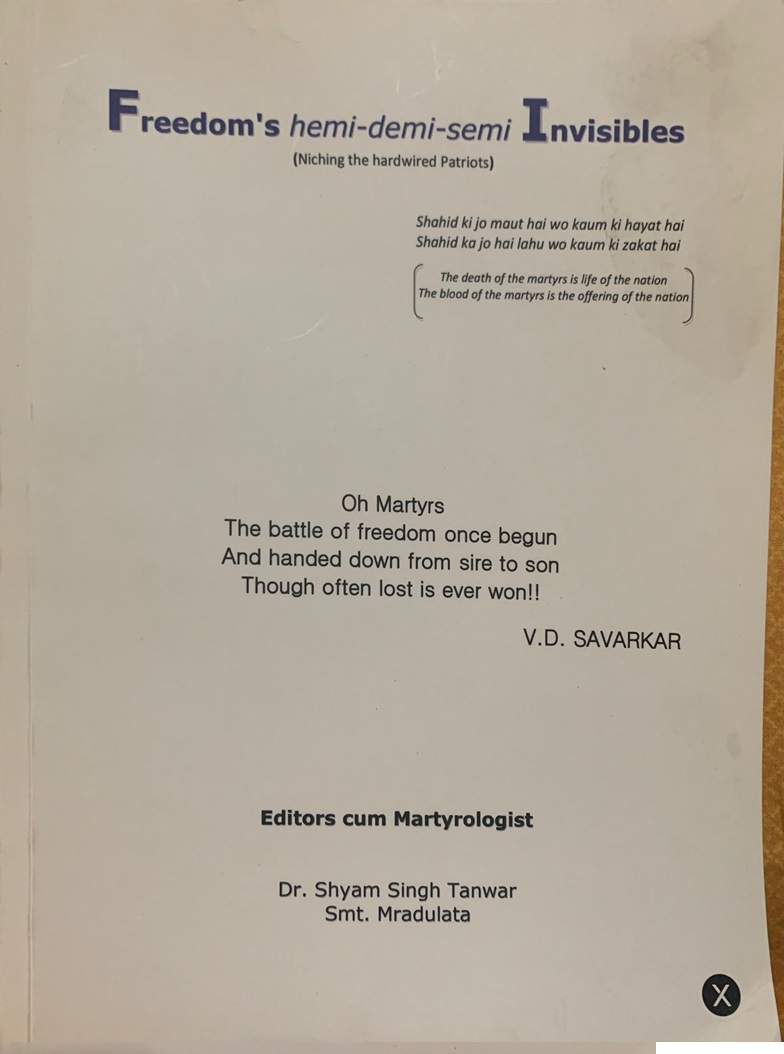 Freedom's hemi-demi-semi Invisibles
(Niching the hardwired Patriots)
Shahid ki jo maut hai wo kaum ki hayat hai
Shahid ka jo hai lahu wo kaum ki zakat hai
The death of the martyrs is life of the nation
The blood of the martyrs is the offering of the nation
Oh Martyrs
The battle of freedom once begun
And handed down from sire to son
Though often lost is ever won!!
V.D. SAVARKAR
Editors cum Martyrologist
Dr. Shyam Singh Tanwar
Smt. Mradulata
X